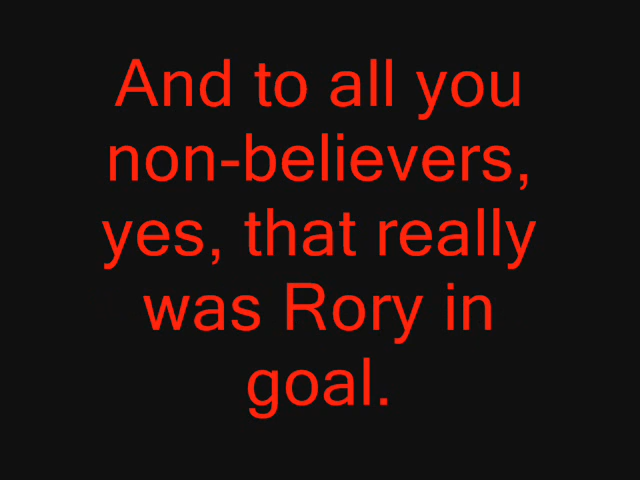 And to all you
non-believers,
yes, that really
was Rory in
goal.